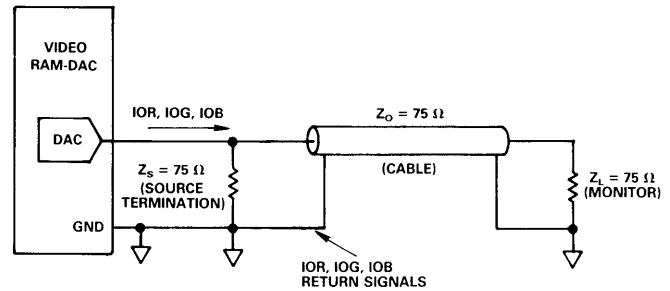 VIDEO
RAM-DAC
DAC
IOR, IOG, IOB
Z_S = 75 Ω
(SOURCE
TERMINATION)
Z_O = 75 Ω
(CABLE)
Z_L = 75 Ω
(MONITOR)
GND
IOR, IOG, IOB
RETURN SIGNALS